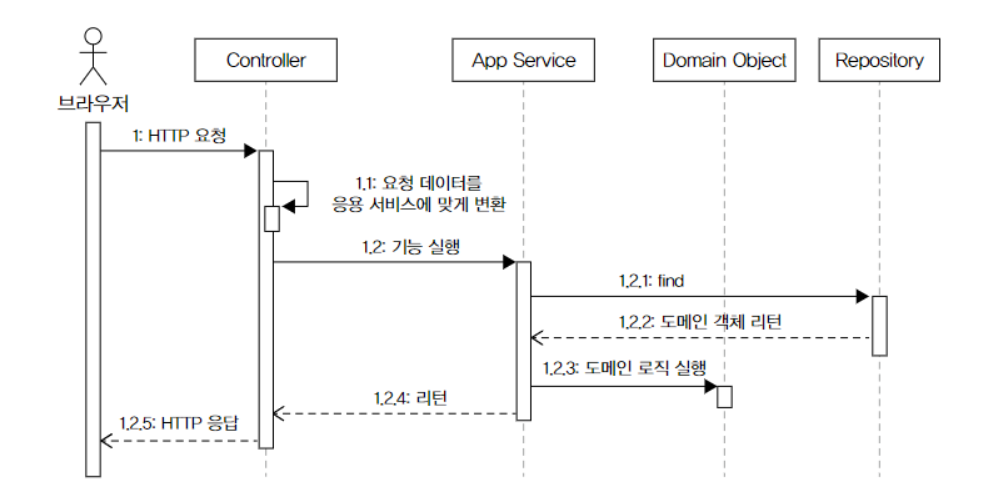 Controller
App Service
Domain Object
Repository
브라우저
1: HTTP 요청
1.1: 요청 데이터를
응용 서비스에 맞게 변환
1.2: 기능 실행
1.2.1: find
1.2.2: 도메인 객체 리턴
1.2.3: 도메인 로직 실행
1.2.4: 리턴
1.2.5: HTTP 응답